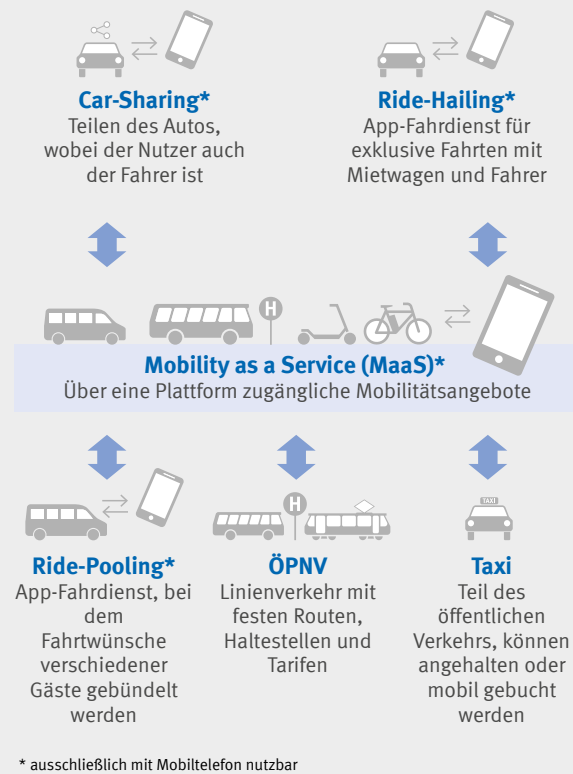 Car-Sharing*
Teilen des Autos,
wobei der Nutzer auch
der Fahrer ist
Ride-Hailing*
App-Fahrdienst für
exklusive Fahrten mit
Mietwagen und Fahrer
H
Mobility as a Service (MaaS)*
Über eine Plattform zugängliche Mobilitätsangebote
Ride-Pooling*
App-Fahrdienst, bei
dem
Fahrtwünsche
verschiedener
Gäste gebündelt
werden
H
ÖPNV
Linienverkehr mit
festen Routen,
Haltestellen und
Tarifen
TAXI
Taxi
Teil des
öffentlichen
Verkehrs, können
angehalten oder
mobil gebucht
werden
* ausschließlich mit Mobiltelefon nutzbar